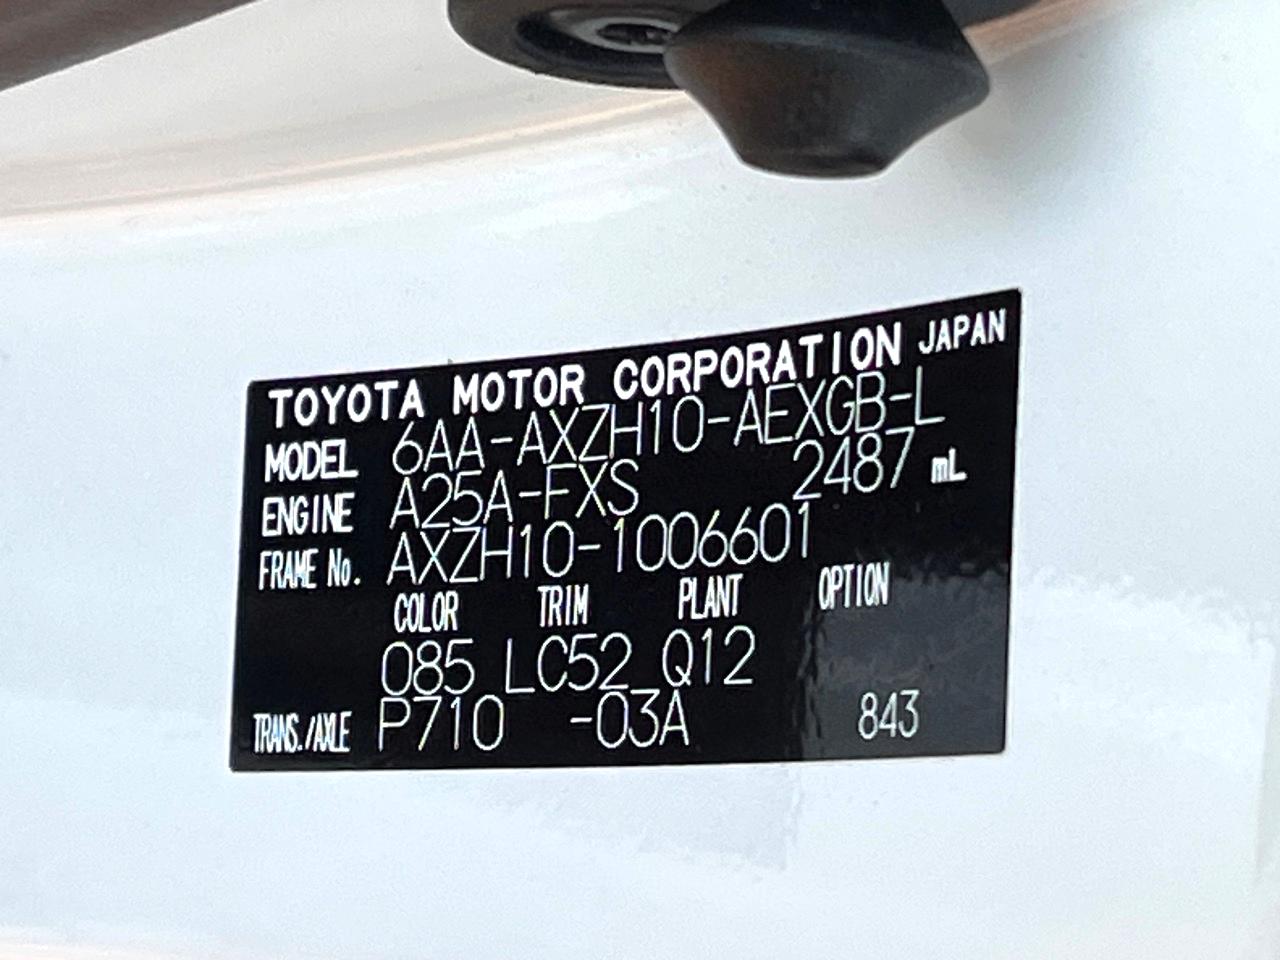 TOYOTA MOTOR CORPORATION JAPAN
MODEL 6AA-AXZH10-AEXGB-L
ENGINE A25A-FXS 2487 mL
FRAME No. AXZH10-1006601
COLOR TRIM PLANT OPTION
085 LC52 Q12
TRANS./AXLE P710 -03A 843